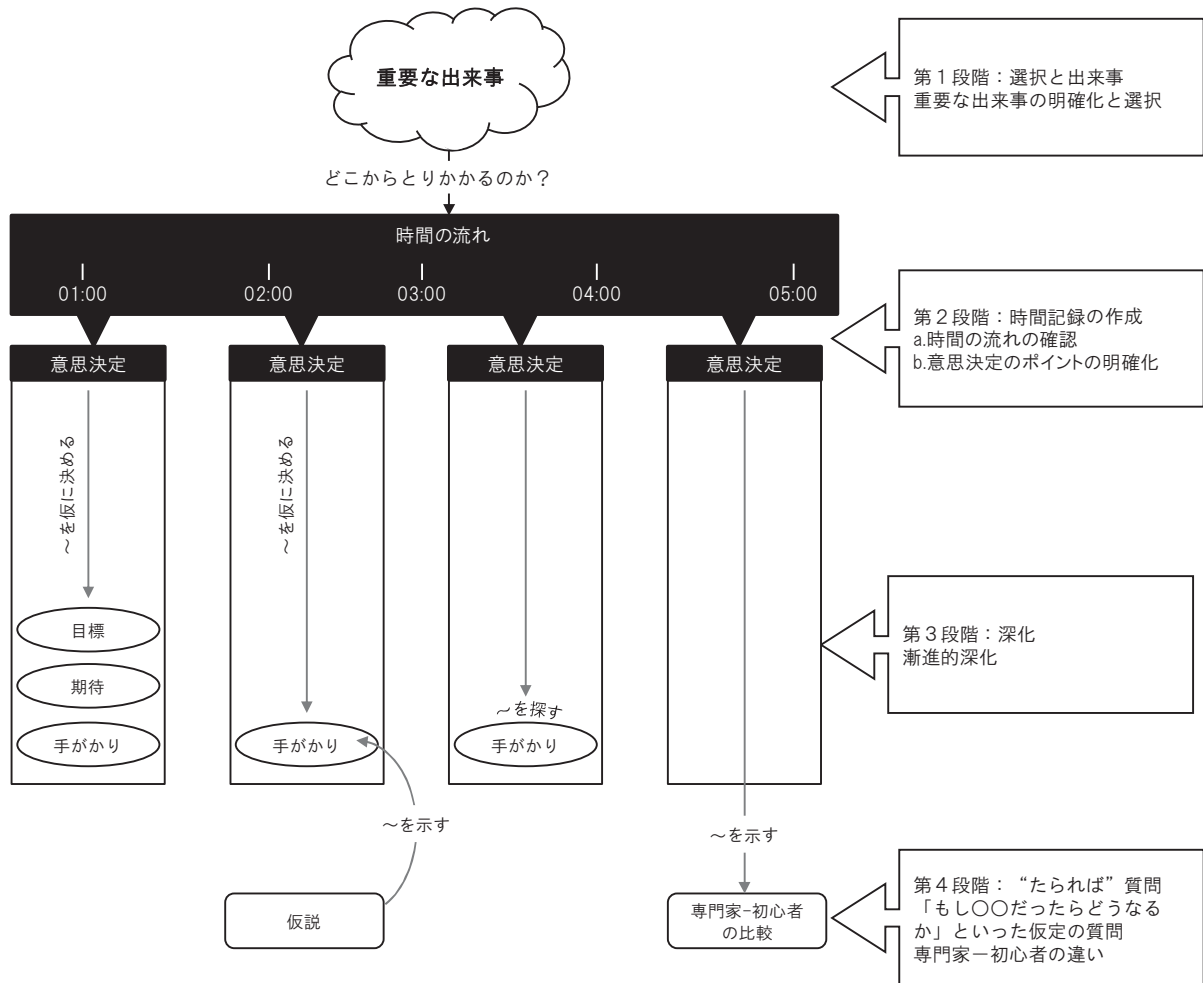 重要な出来事
第１段階：選択と出来事
重要な出来事の明確化と選択
どこからとりかかるのか？
時間の流れ
01:00
02:00
03:00
04:00
05:00
第２段階：時間記録の作成
a.時間の流れの確認
b.意思決定のポイントの明確化
意思決定
意思決定
意思決定
意思決定
～を仮に決める
～を仮に決める
目標
期待
手がかり
手がかり
～を探す
手がかり
第３段階：深化
漸進的深化
～を示す
～を示す
仮説
専門家−初心者
の比較
第４段階：“たられば”質問
「もし〇〇だったらどうなる
か」といった仮定の質問
専門家－初心者の違い